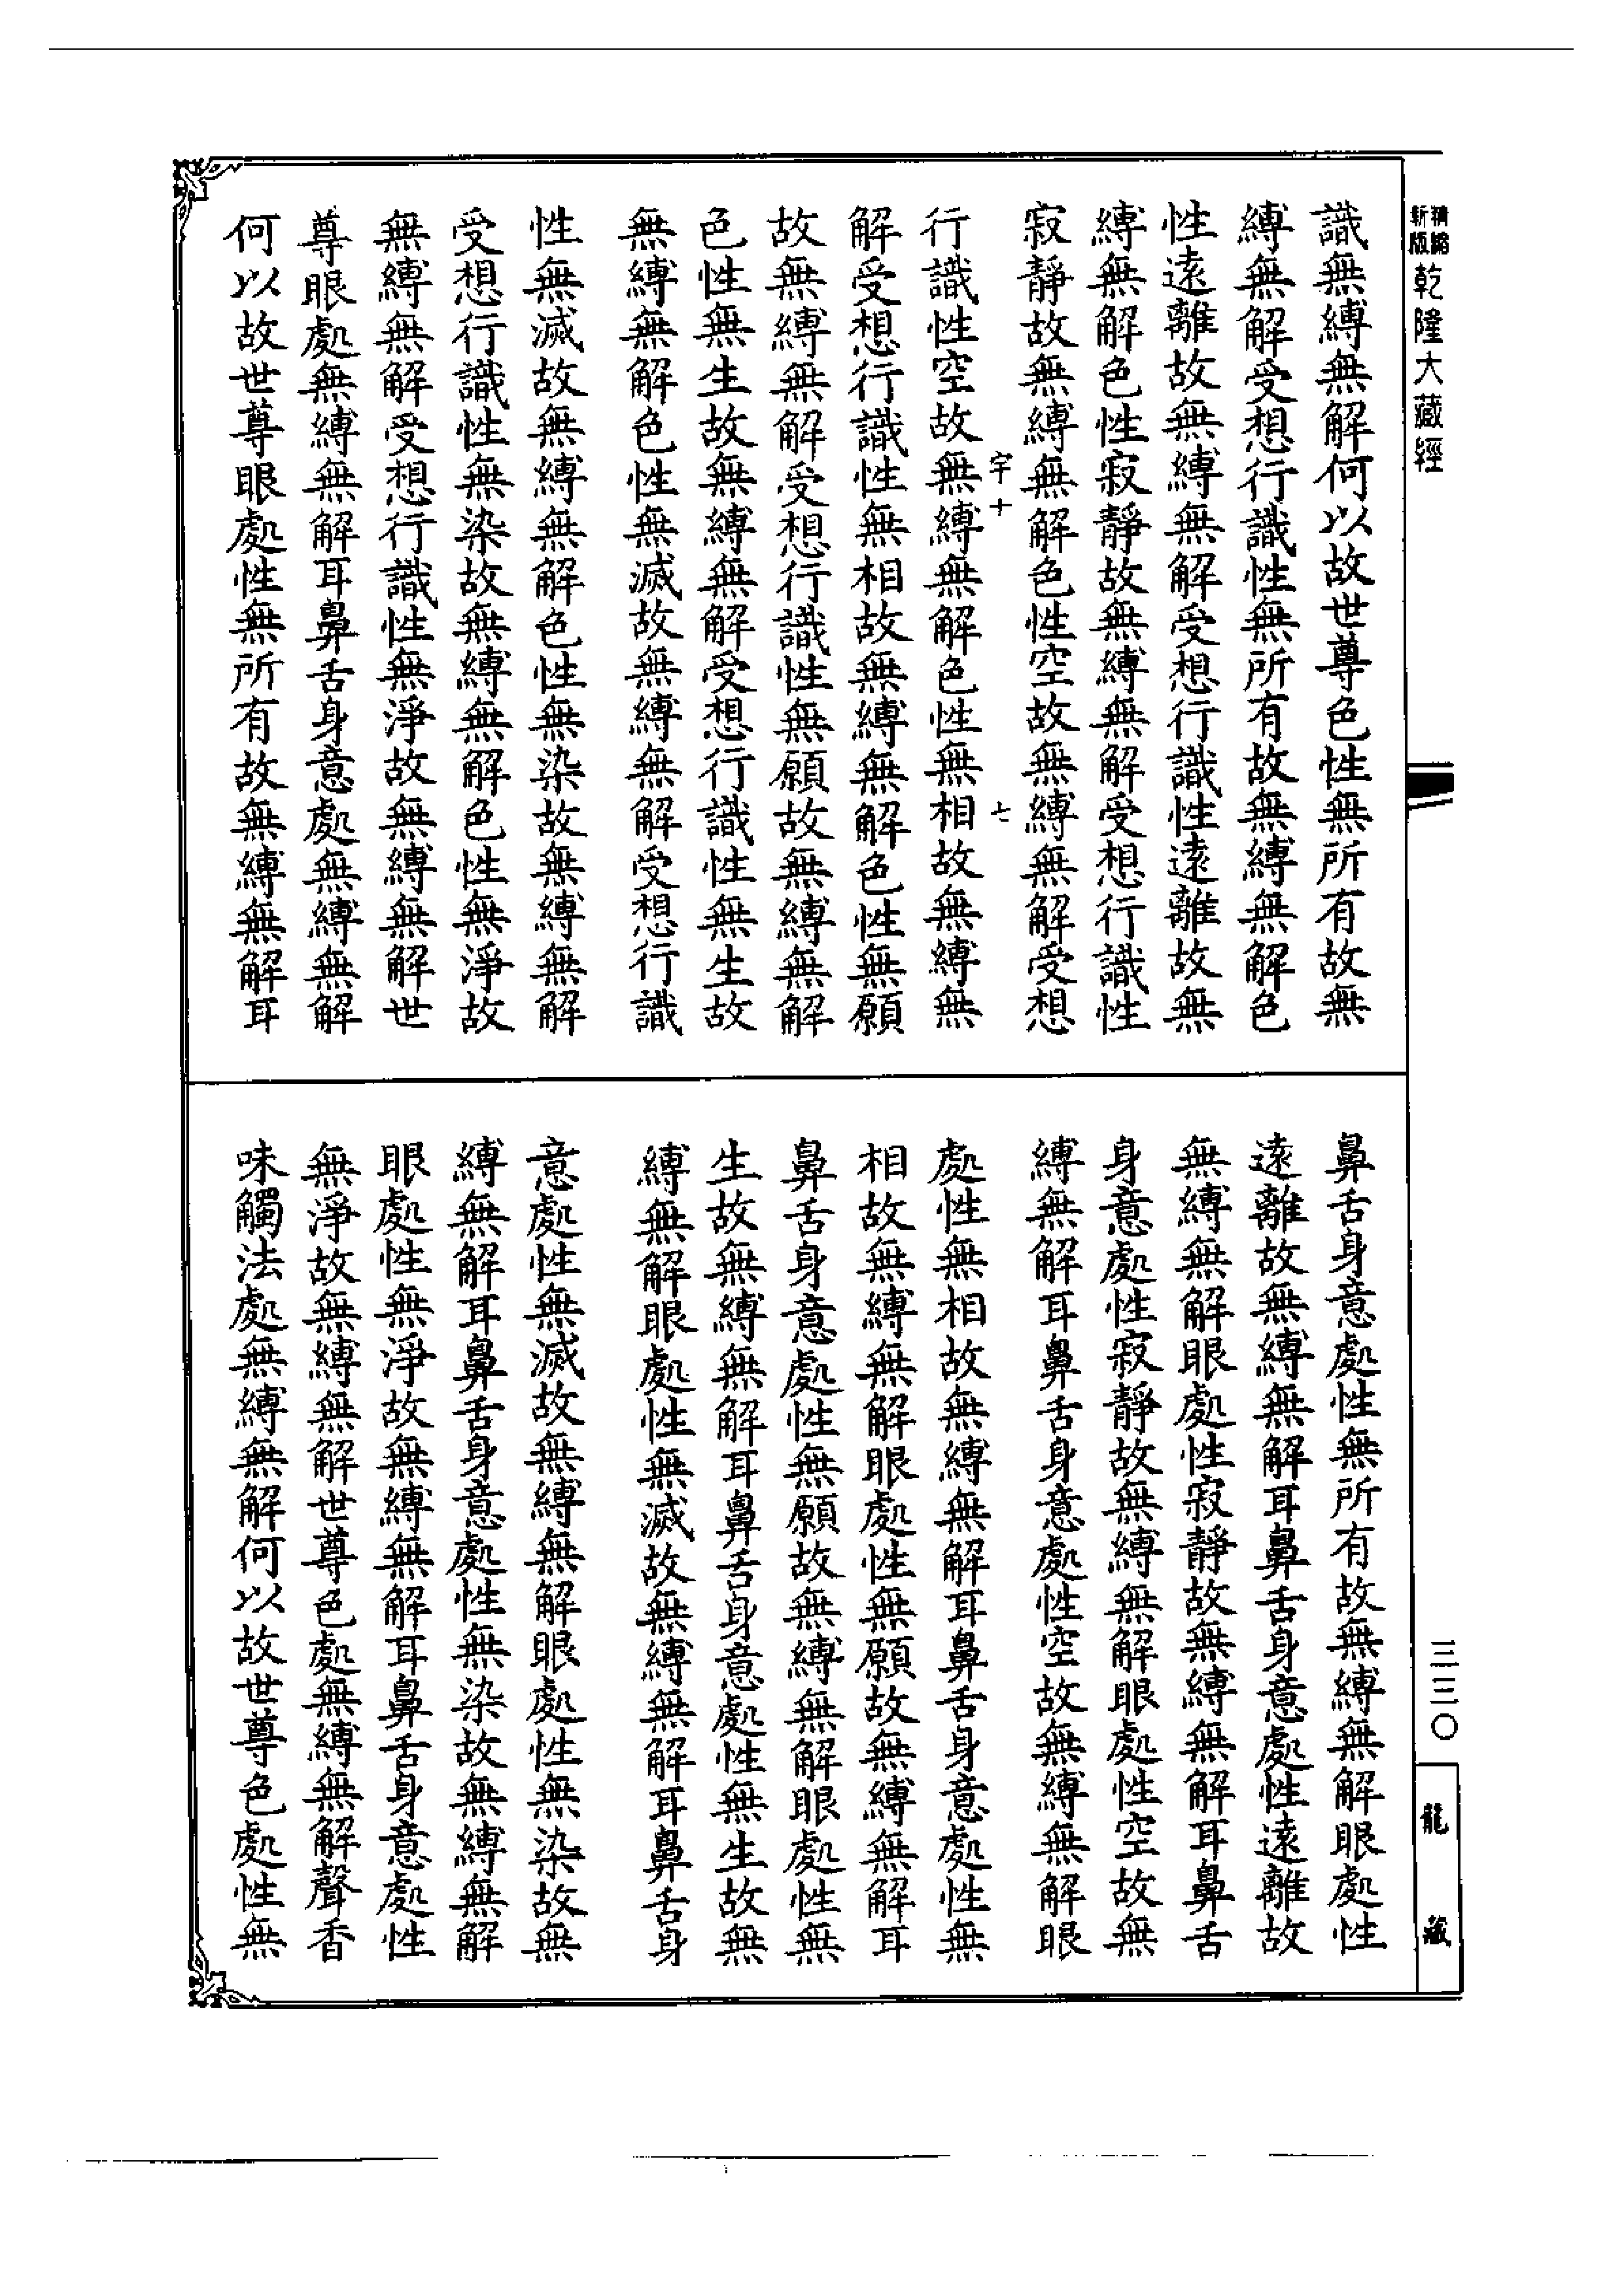 新版
精縮
乾隆大藏經
三三〇
龍藏
識無縛無解何以故世尊色性無所有故無
縛無解受想行識性無所有故無縛無解色
性遠離故無縛無解受想行識性遠離故無
縛無解色性寂靜故無縛無解受想行識性
寂靜故無縛無解色性空故無縛無解受想
宇十 七
行識性空故無縛無解色性無相故無縛無
解受想行識性無相故無縛無解色性無願
故無縛無解受想行識性無願故無縛無解
色性無生故無縛無解受想行識性無生故
無縛無解色性無滅故無縛無解受想行識
性無滅故無縛無解色性無染故無縛無解
受想行識性無染故無縛無解色性無淨故
無縛無解受想行識性無淨故無縛無解世
尊眼處無縛無解耳鼻舌身意處無縛無解
何以故世尊眼處性無所有故無縛無解耳
鼻舌身意處性無所有故無縛無解眼處性
遠離故無縛無解耳鼻舌身意處性遠離故
無縛無解眼處性寂靜故無縛無解耳鼻舌
身意處性寂靜故無縛無解眼處性空故無
縛無解耳鼻舌身意處性空故無縛無解眼
處性無相故無縛無解耳鼻舌身意處性無
相故無縛無解眼處性無願故無縛無解耳
鼻舌身意處性無願故無縛無解眼處性無
生故無縛無解耳鼻舌身意處性無生故無
縛無解眼處性無滅故無縛無解耳鼻舌身
意處性無滅故無縛無解眼處性無染故無
縛無解耳鼻舌身意處性無染故無縛無解
眼處性無淨故無縛無解耳鼻舌身意處性
無淨故無縛無解世尊色處無縛無解聲香
味觸法處無縛無解何以故世尊色處性無